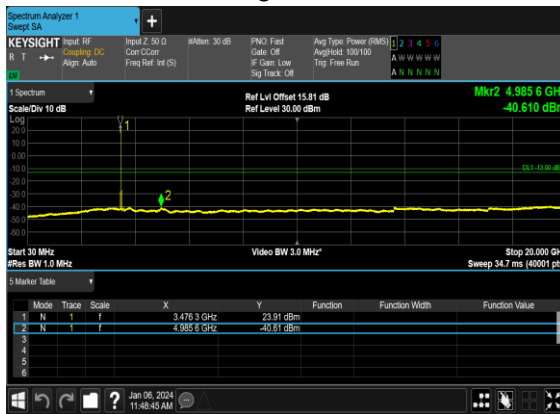 Spectrum Analyzer 1
Swept SA
KEYSIGHT Input: RF Input Z: 50 Ω #Atten: 30 dB PNO: Fast Avg Type: Power (RMS) 1 2 3 4 5 6
R T Coupling: DC Corr CCorr Gate: Off Avg|Hold: 100/100 A W W W W W
Align: Auto Freq Ref: Int (S) IF Gain: Low Trig: Free Run A N N N N N
Sig Track: Off
1 Spectrum Ref Lvl Offset 15.81 dB Mkr2 4.985 6 GH
Scale/Div 10 dB Ref Level 30.00 dBm -40.610 dB
Log
20.0 1
10.0
0.00
-10.0 DL1 -13.00 dB
-20.0
-30.0 2
-40.0
-50.0
-60.0
Start 30 MHz Video BW 3.0 MHz* Stop 20.000 GH
#Res BW 1.0 MHz Sweep 34.7 ms (40001 pt
5 Marker Table
Mode Trace Scale X Y Function Function Width Function Value
1 N 1 f 3.476 3 GHz 23.91 dBm
2 N 1 f 4.985 6 GHz -40.61 dBm
3
4
5
6
? Jan 06, 2024
11:48:45 AM